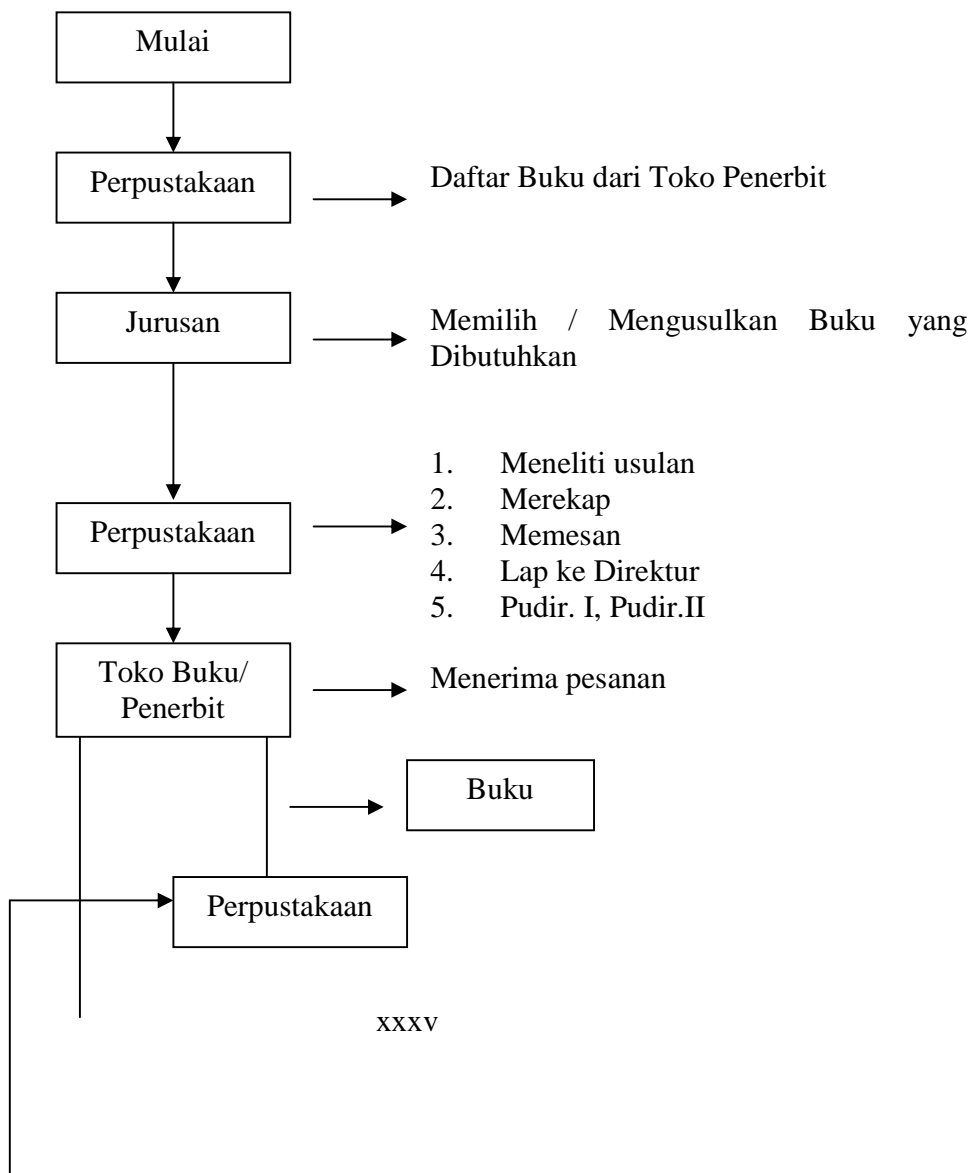 Mulai
Perpustakaan
Daftar Buku dari Toko Penerbit
Jurusan
Memilih / Mengusulkan Buku yang
Dibutuhkan
Perpustakaan
1. Meneliti usulan
2. Merekap
3. Memesan
4. Lap ke Direktur
5. Pudir. I, Pudir.II
Toko Buku/
Penerbit
Menerima pesanan
Buku
Perpustakaan
xxxv